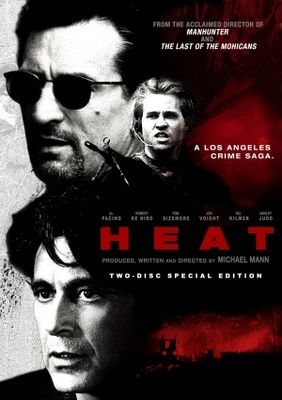 FROM THE ACCLAIMED DIRECTOR OF
MANHUNTER
AND
THE LAST OF THE MOHICANS
A LOS ANGELES
CRIME SAGA.
AL PACINO ROBERT DE NIRO TOM SIZEMORE JON VOIGHT VAL KILMER ASHLEY JUDD
HEAT
PRODUCED, WRITTEN AND DIRECTED BY MICHAEL MANN
TWO-DISC SPECIAL EDITION